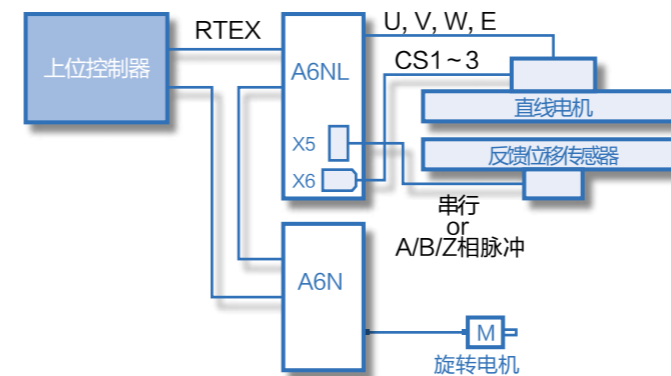 上位控制器
RTEX
A6NL
U, V, W, E
CS1~3
直线电机
X5
X6
反馈位移传感器
串行
or
A/B/Z相脉冲
A6N
M
旋转电机